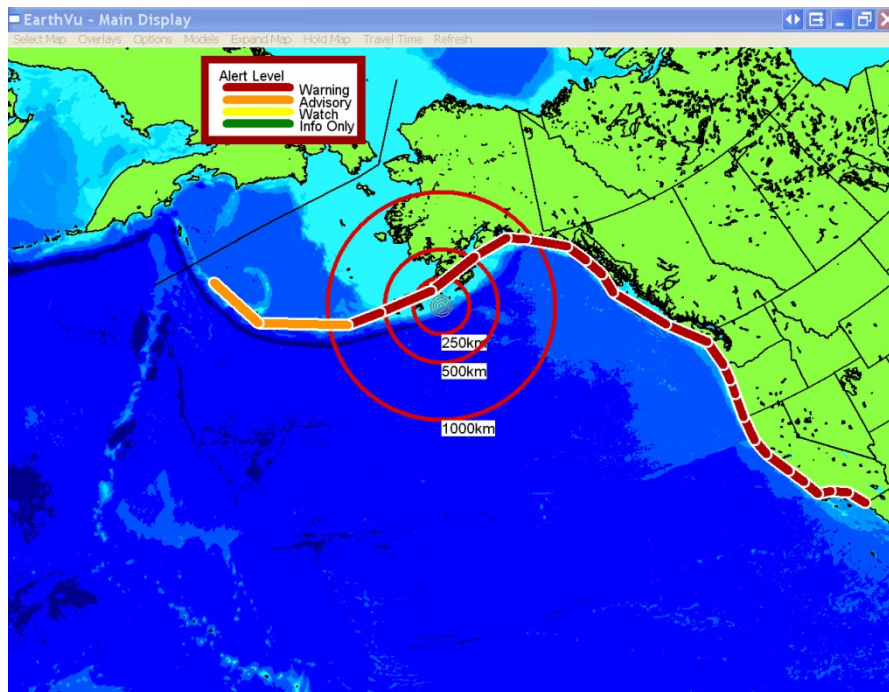 EarthVu - Main Display
Select Map Overlays Options Models Expand Map Hold Map Travel Time Refresh
Alert Level
Warning
Advisory
Watch
Info Only
250km
500km
1000km